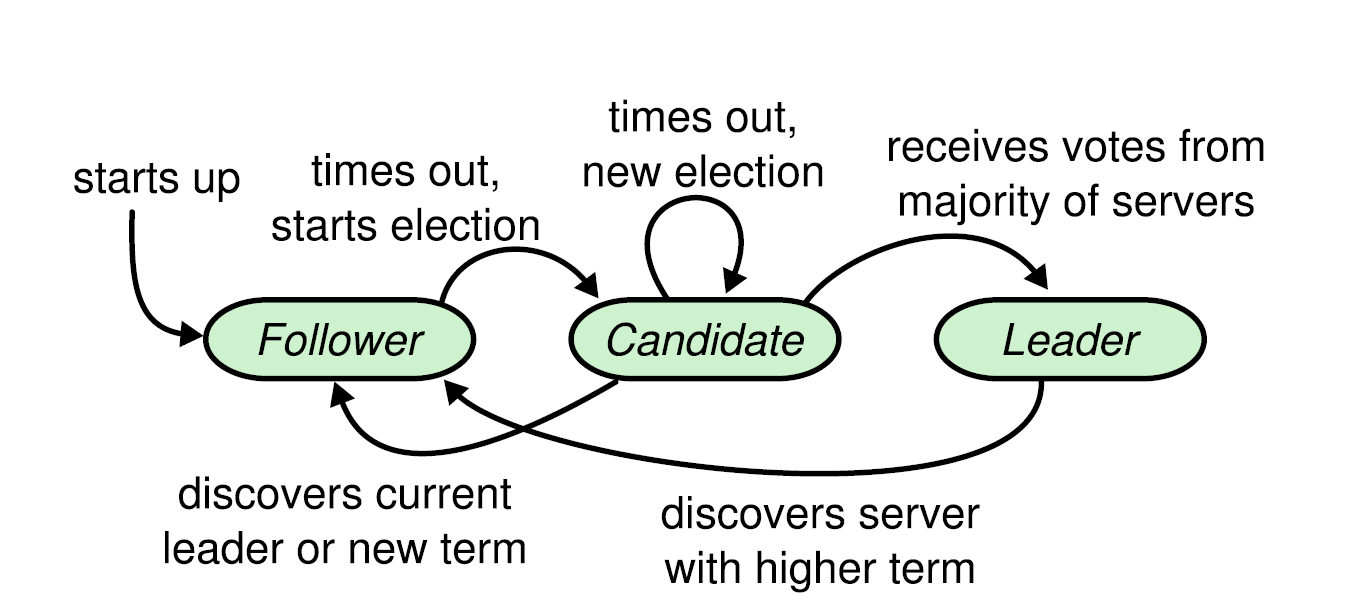 starts up
times out,
starts election
times out,
new election
receives votes from
majority of servers
Follower
Candidate
Leader
discovers current
leader or new term
discovers server
with higher term